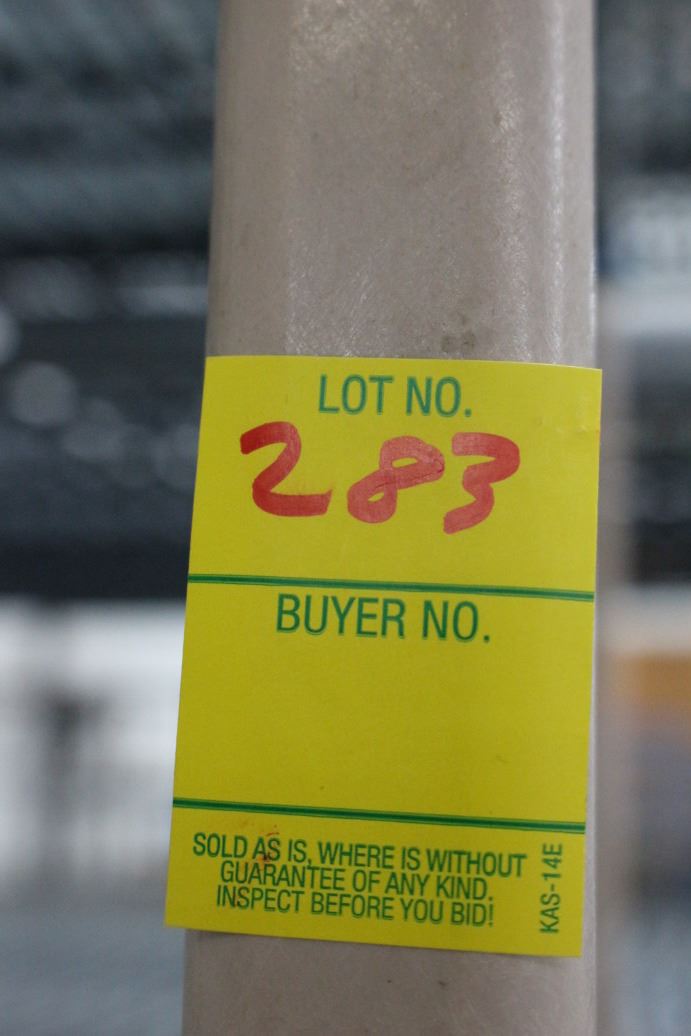 LOT NO.
283
BUYER NO.
SOLD AS IS, WHERE IS WITHOUT
GUARANTEE OF ANY KIND.
INSPECT BEFORE YOU BID!
KAS-14E